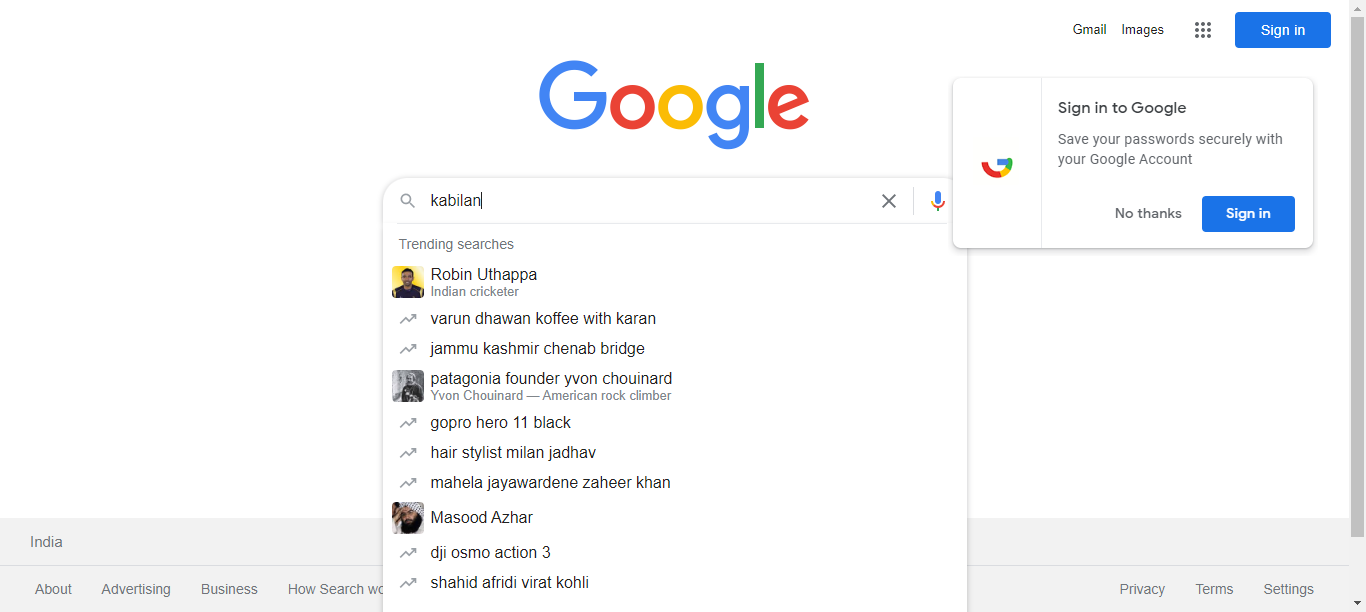 Gmail Images Sign in
Google
Sign in to Google
Save your passwords securely with
your Google Account
No thanks Sign in
kabilan
Trending searches
Robin Uthappa
Indian cricketer
varun dhawan koffee with karan
jammu kashmir chenab bridge
patagonia founder yvon chouinard
Yvon Chouinard — American rock climber
gopro hero 11 black
hair stylist milan jadhav
mahela jayawardene zaheer khan
Masood Azhar
dji osmo action 3
shahid afridi virat kohli
India
About Advertising Business How Search wo
Privacy Terms Settings